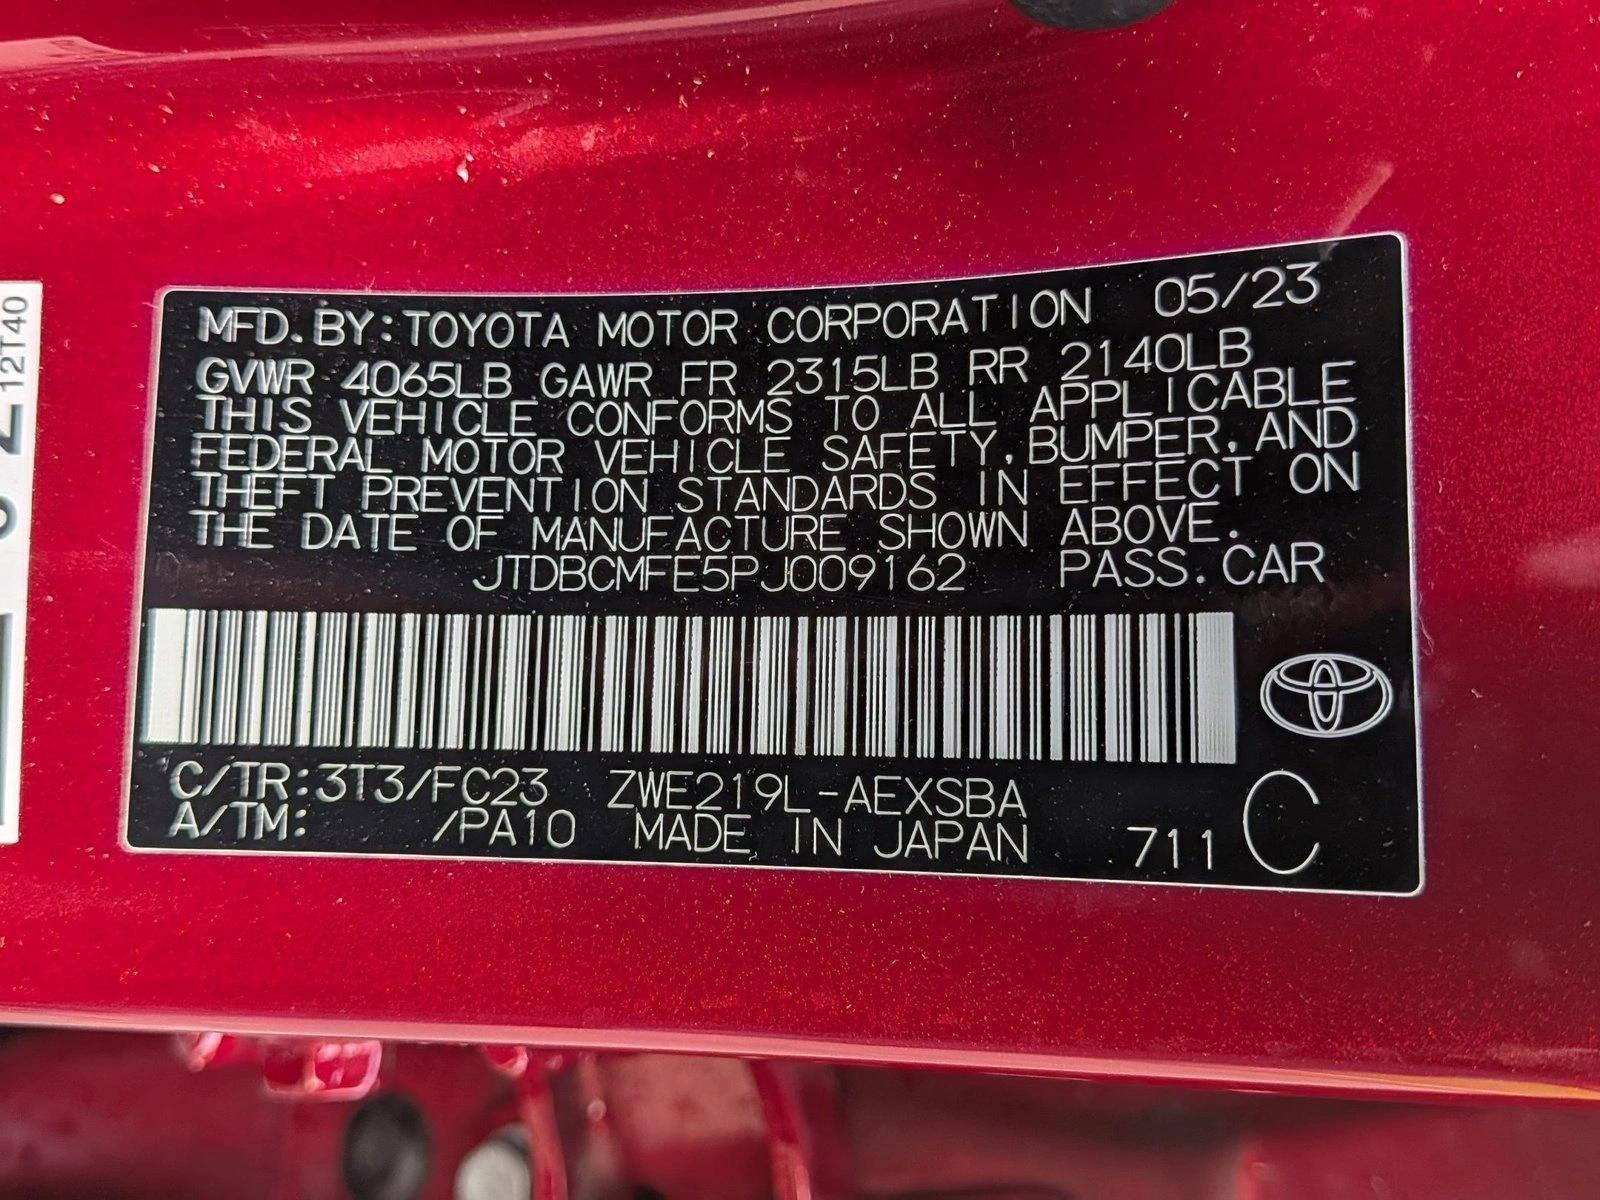 MFD.BY:TOYOTA MOTOR CORPORATION 05/23
GVWR 4065LB GAWR FR 2315LB RR 2140LB
THIS VEHICLE CONFORMS TO ALL APPLICABLE
FEDERAL MOTOR VEHICLE SAFETY,BUMPER,AND
THEFT PREVENTION STANDARDS IN EFFECT ON
THE DATE OF MANUFACTURE SHOWN ABOVE.
JTDBCMFE5PJ009162 PASS.CAR
C/TR:3T3/FC23 ZWE219L-AEXSBA
A/TM: /PA10 MADE IN JAPAN 711 C
12T40